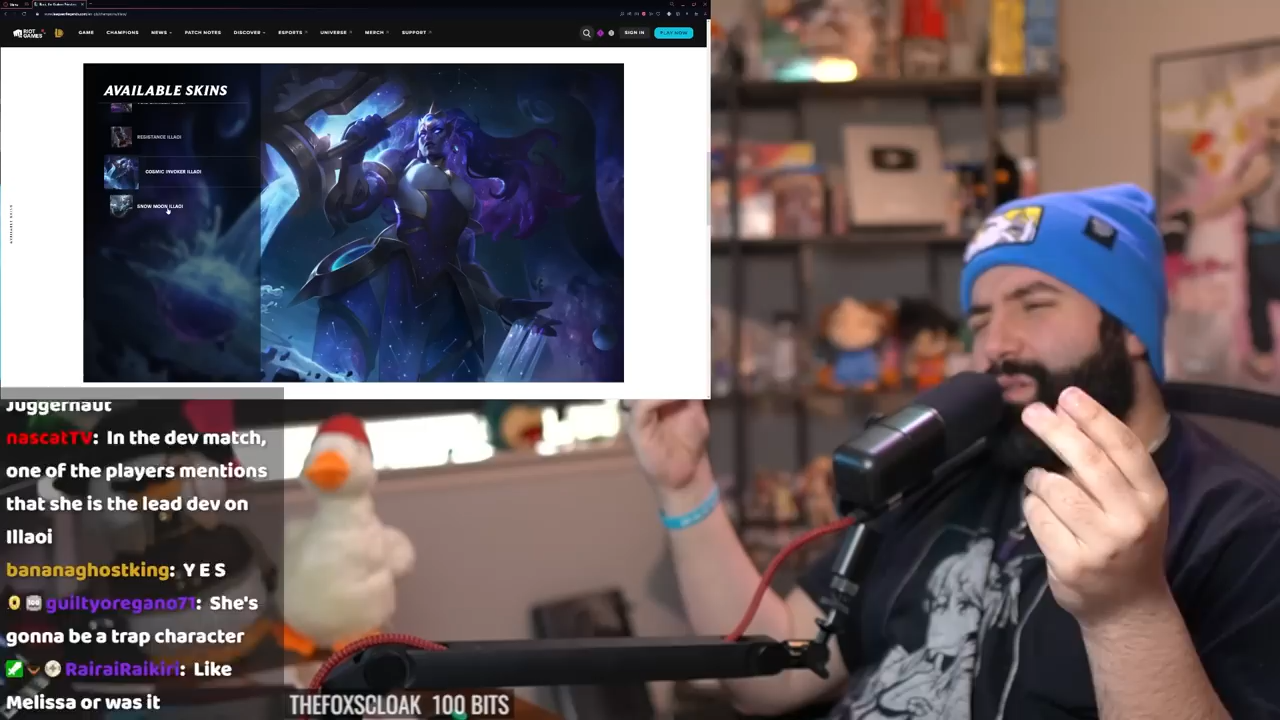 RIOT GAMES
GAME
CHAMPIONS
NEWS
PATCH NOTES
DISCOVER
ESPORTS
UNIVERSE
MERCH
SUPPORT
SIGN IN
PLAY NOW
AVAILABLE SKINS
RESISTANCE ILLAOI
COSMIC INVOKER ILLAOI
SNOW MOON ILLAOI
Juggernaut
nascatTV: In the dev match,
one of the players mentions
that she is the lead dev on
Illaoi
bananaghostking: Y E S
guiltyoregano71: She's
gonna be a trap character
RairaiRaikiri: Like
Melissa or was it
THEFOXSCLOAK 100 BITS